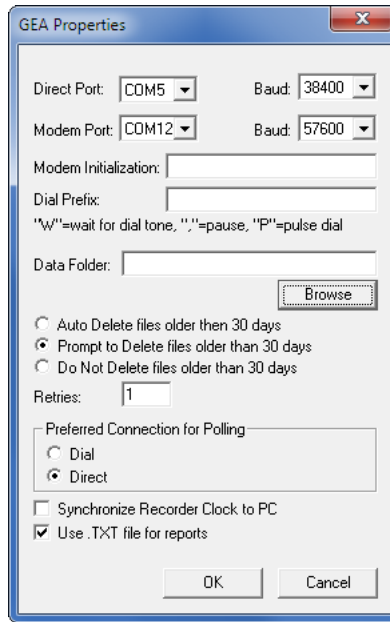 GEA Properties
Direct Port: COM5 Baud: 38400
Modem Port: COM12 Baud: 57600
Modem Initialization:
Dial Prefix:
"W"=wait for dial tone, ","=pause, "P"=pulse dial
Data Folder:
Browse
Auto Delete files older then 30 days
Prompt to Delete files older than 30 days
Do Not Delete files older than 30 days
Retries: 1
Preferred Connection for Polling
Dial
Direct
Synchronize Recorder Clock to PC
Use .TXT file for reports
OK Cancel